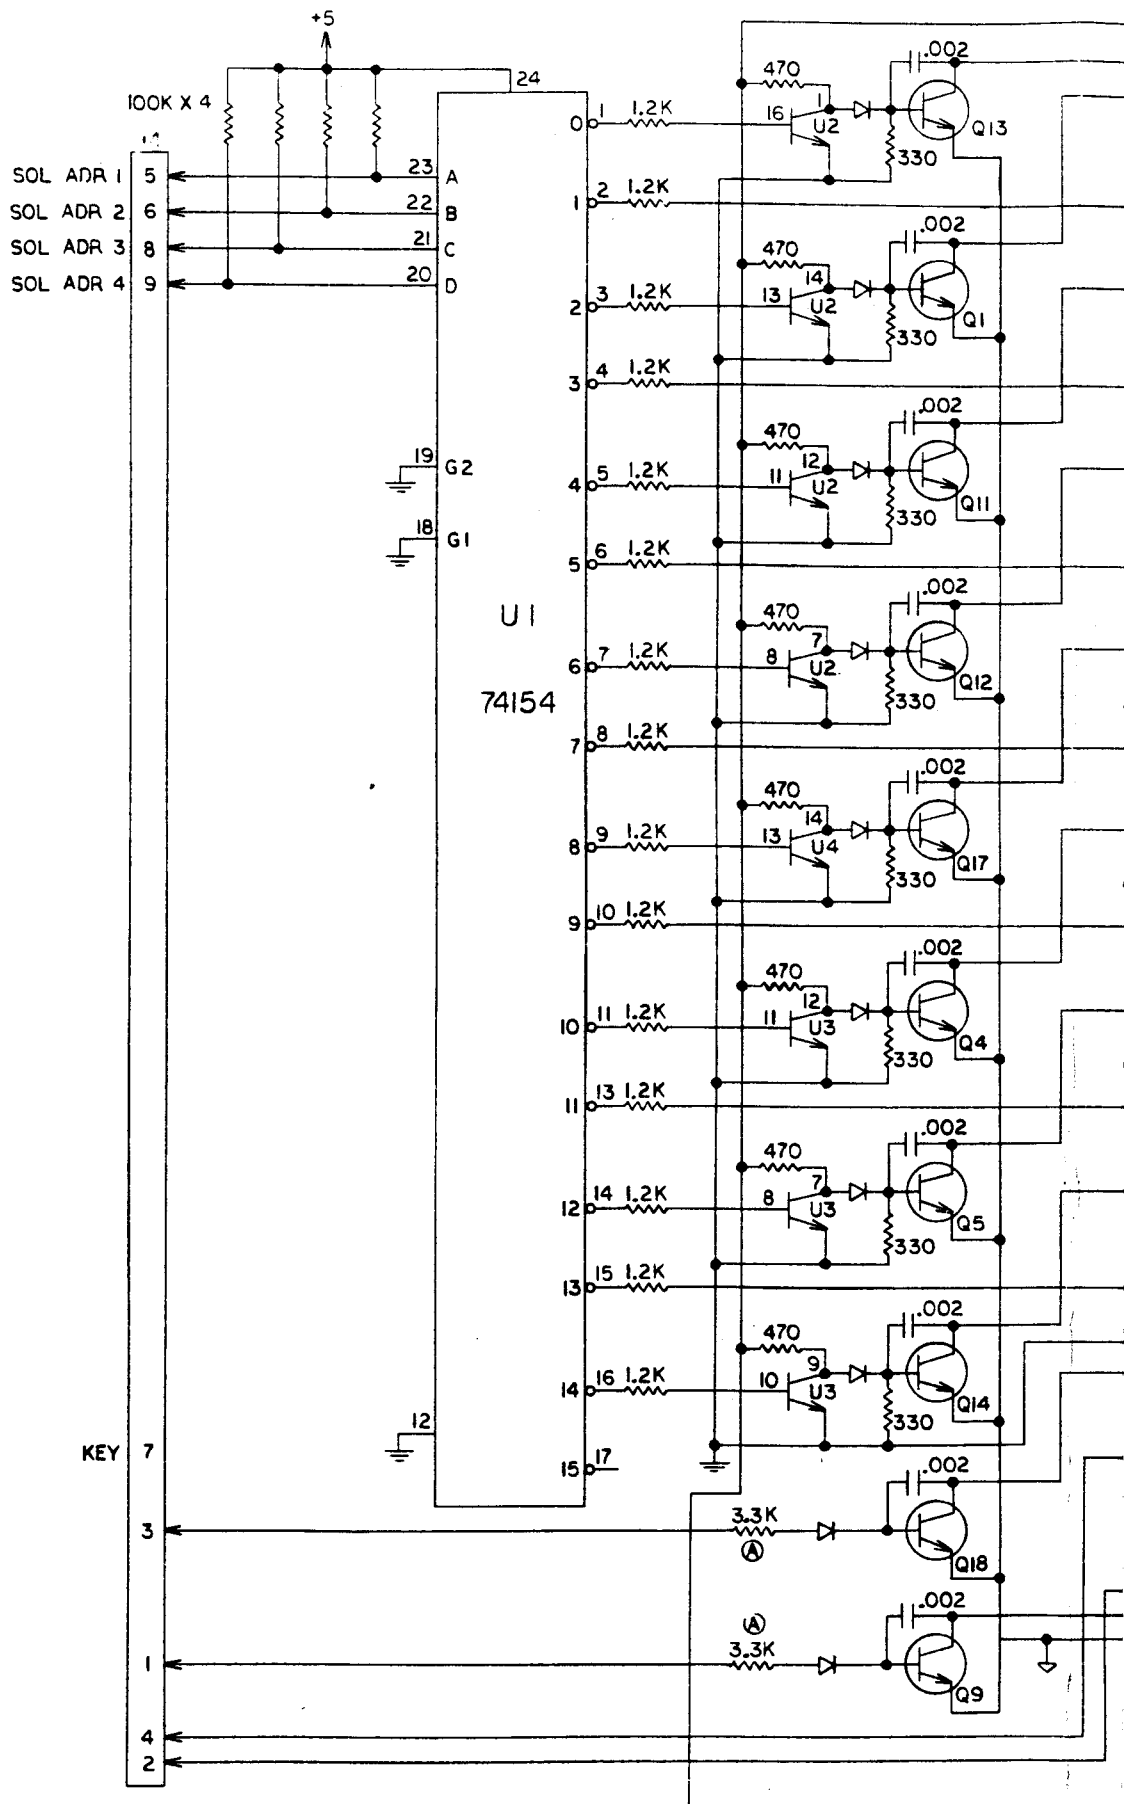 +5
24
.002
470
100K X 4
1
1.2K
16
1
U2
Q13
0
330
SOL ADR 1
5
23
A
1
2
1.2K
SOL ADR 2
6
22
B
SOL ADR 3
8
21
C
.002
SOL ADR 4
9
20
D
470
2
3
1.2K
13
14
U2
Q1
330
3
4
1.2K
.002
470
19
G2
4
5
1.2K
11
12
U2
Q11
330
18
G1
5
6
1.2K
.002
U1
470
6
7
1.2K
8
7
U2
Q12
330
74154
7
8
1.2K
.002
470
8
9
1.2K
13
14
U4
Q17
330
9
10
1.2K
.002
470
10
11
1.2K
11
12
U3
Q4
330
11
13
1.2K
.002
470
12
14
1.2K
8
7
U3
Q5
330
13
15
1.2K
.002
470
14
16
1.2K
10
9
U3
Q14
330
12
KEY
7
15
17
.002
3
3.3K
A
Q18
.002
A
1
3.3K
Q9
4
2